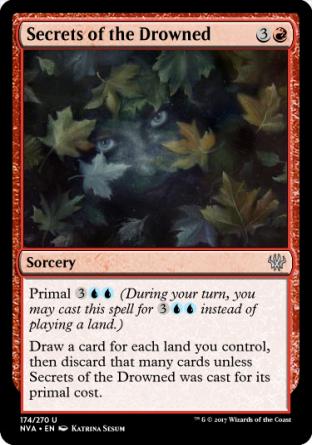 Secrets of the Drowned 3
Sorcery
Primal 3 (During your turn, you
may cast this spell for 3 instead of
playing a land.)
Draw a card for each land you control,
then discard that many cards unless
Secrets of the Drowned was cast for its
primal cost.
174/270 U
NVA • EN Katrina Sesum
™ & © 2017 Wizards of the Coast